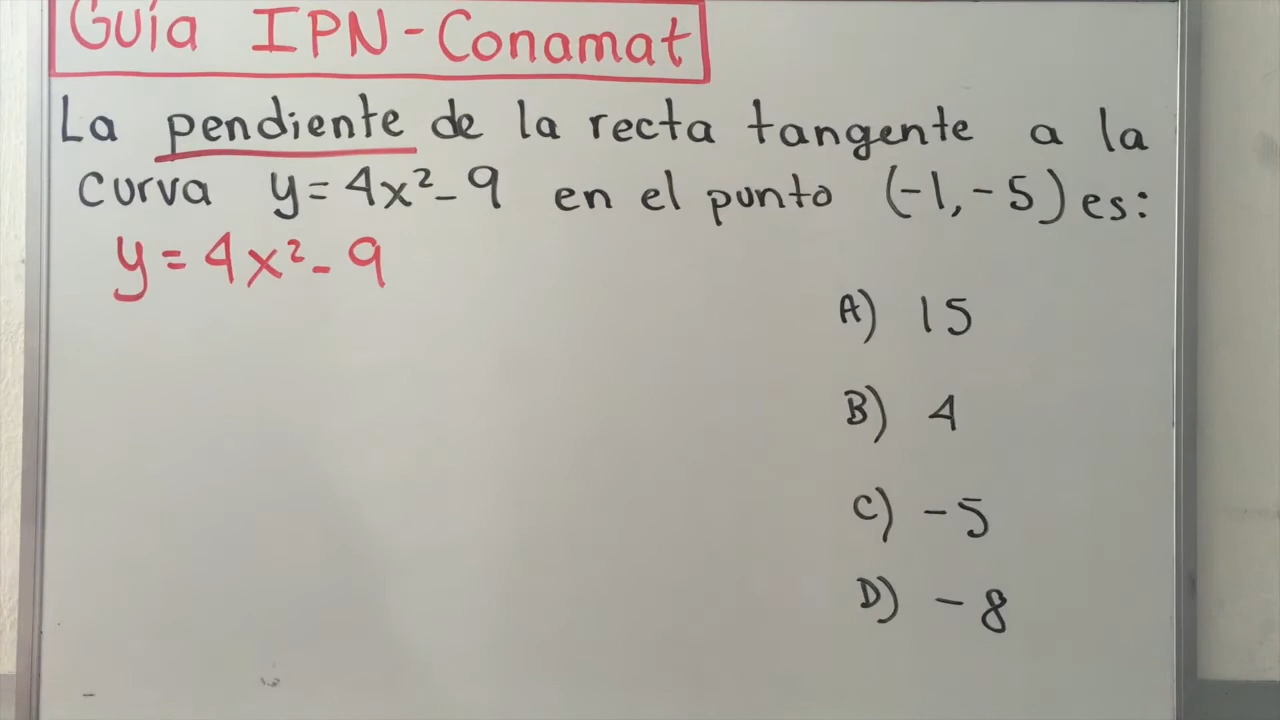 Guía IPN-Conamat
La pendiente de la recta tangente a la
curva y=4x²-9 en el punto (-1,-5) es:
y=4x²-9
A) 15
B) 4
C) -5
D) -8